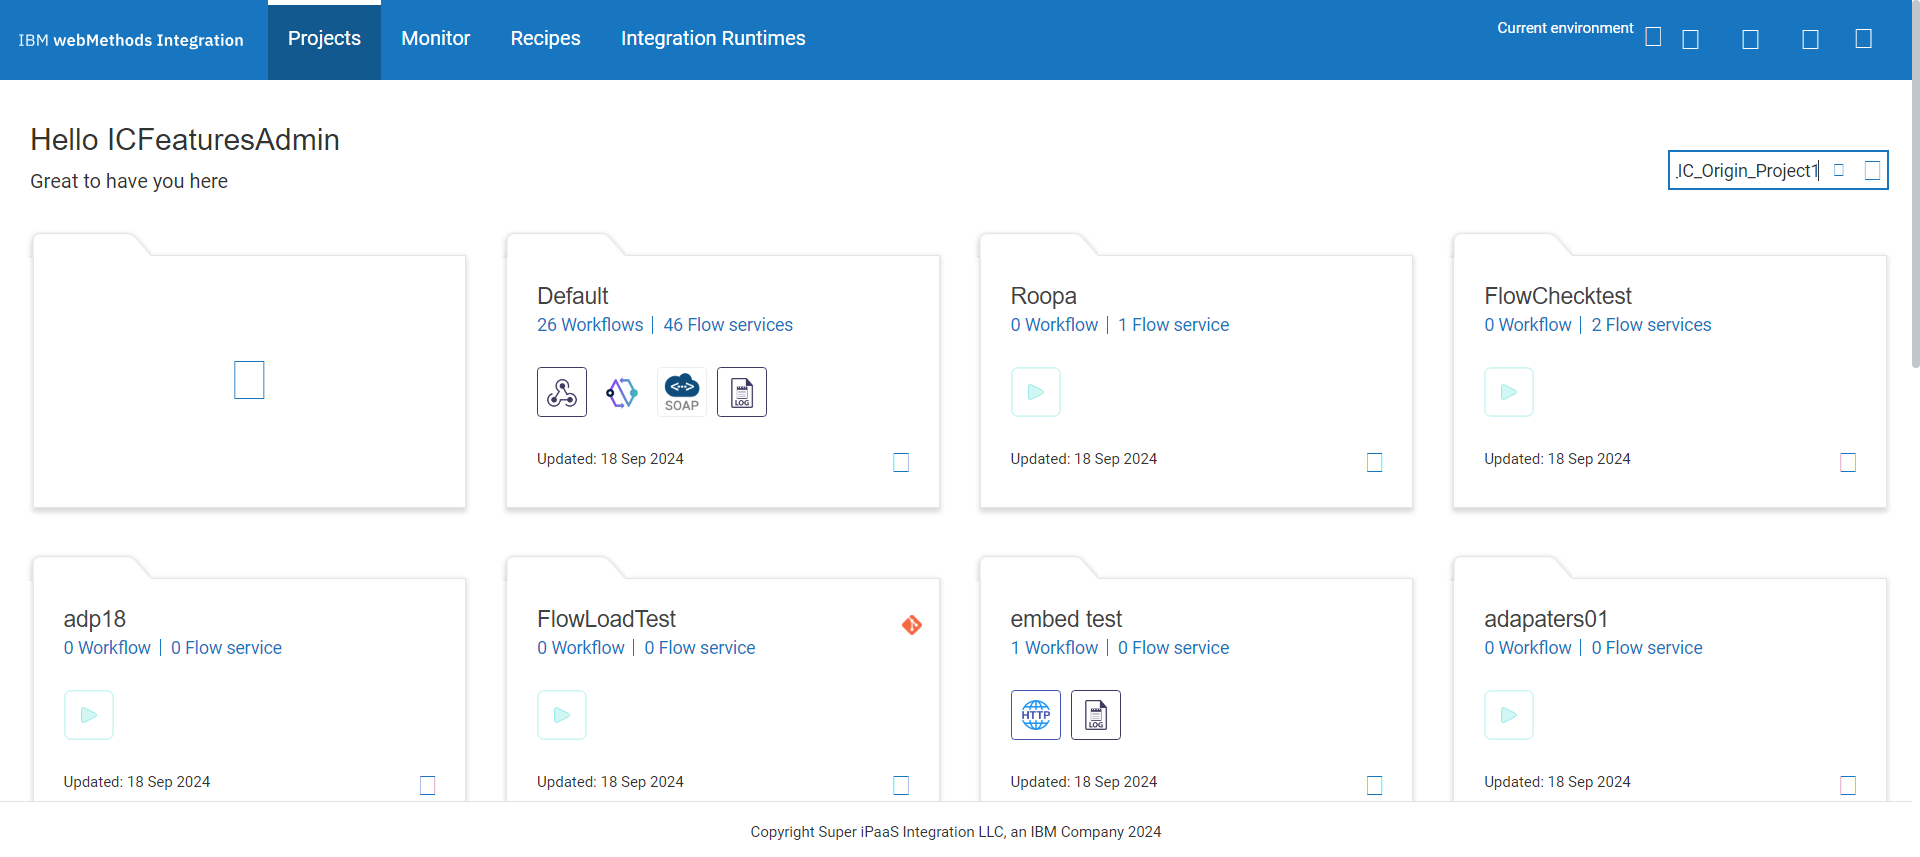 IBM webMethods Integration
Projects
Monitor
Recipes
Integration Runtimes
Current environment
Hello ICFeaturesAdmin
Great to have you here
IC_Origin_Project1
Default
26 Workflows | 46 Flow services
SOAP
LOG
Updated: 18 Sep 2024
Roopa
0 Workflow | 1 Flow service
Updated: 18 Sep 2024
FlowChecktest
0 Workflow | 2 Flow services
Updated: 18 Sep 2024
adp18
0 Workflow | 0 Flow service
Updated: 18 Sep 2024
FlowLoadTest
0 Workflow | 0 Flow service
Updated: 18 Sep 2024
embed test
1 Workflow | 0 Flow service
HTTP
LOG
Updated: 18 Sep 2024
adapaters01
0 Workflow | 0 Flow service
Updated: 18 Sep 2024
Copyright Super iPaaS Integration LLC, an IBM Company 2024